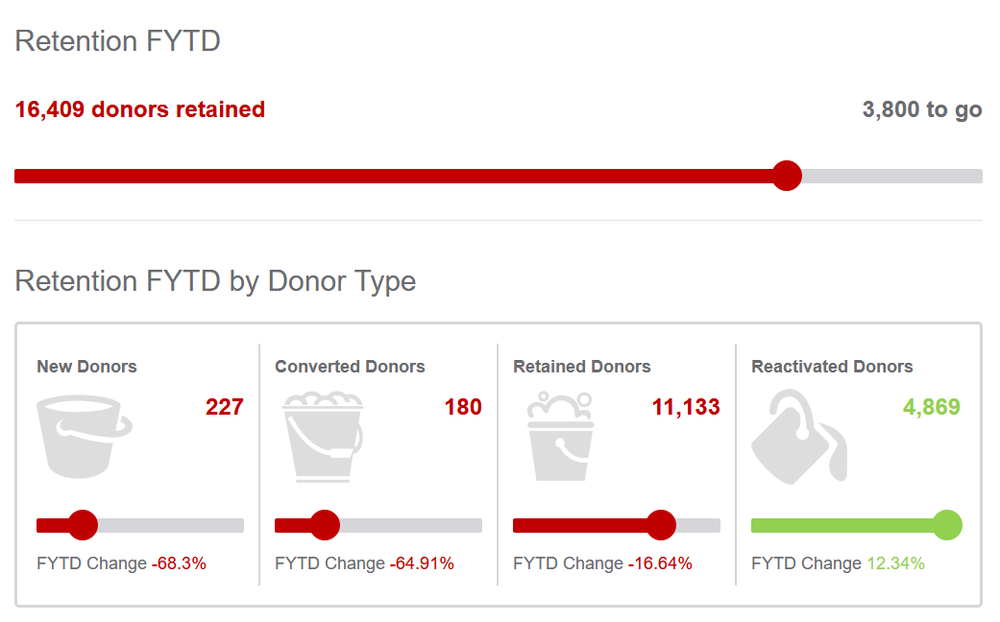 Retention FYTD
16,409 donors retained
3,800 to go
Retention FYTD by Donor Type
New Donors
227
FYTD Change -68.3%
Converted Donors
180
FYTD Change -64.91%
Retained Donors
11,133
FYTD Change -16.64%
Reactivated Donors
4,869
FYTD Change 12.34%